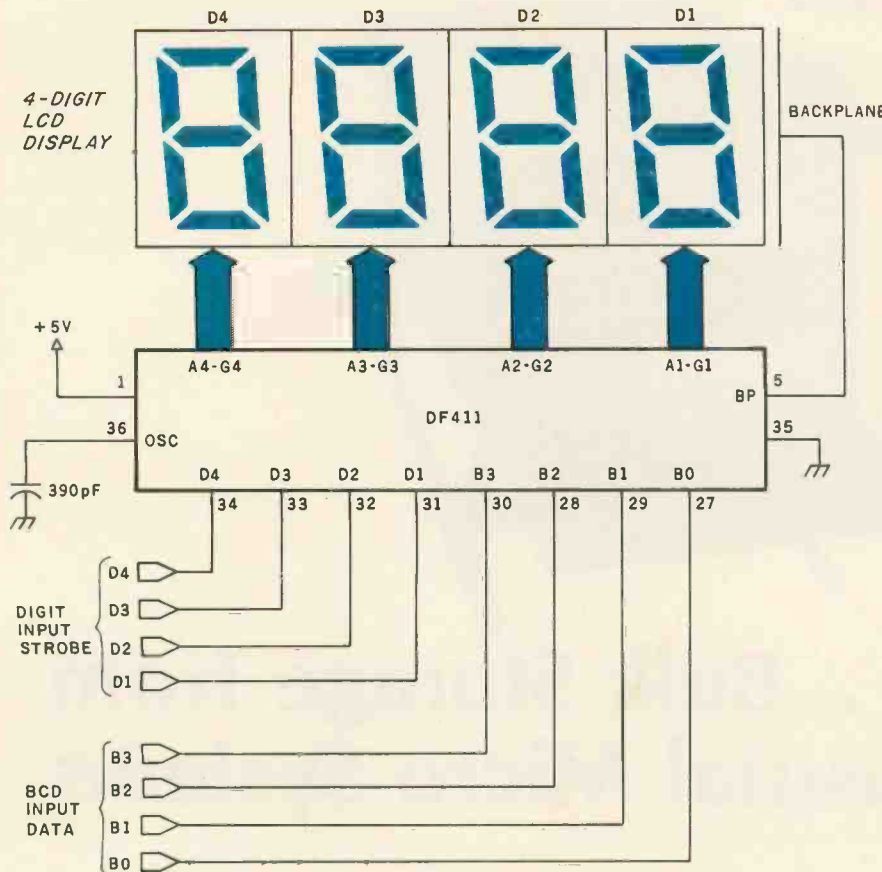 D4 D3 D2 D1
4-DIGIT
LCD
DISPLAY
BACKPLANE
+5V
A4-G4 A3-G3 A2-G2 A1-G1
1
5
BP
DF411
36
OSC
35
390pF
D4 D3 D2 D1 B3 B2 B1 B0
34 33 32 31 30 28 29 27
DIGIT
INPUT
STROBE
D4
D3
D2
D1
BCD
INPUT
DATA
B3
B2
B1
B0